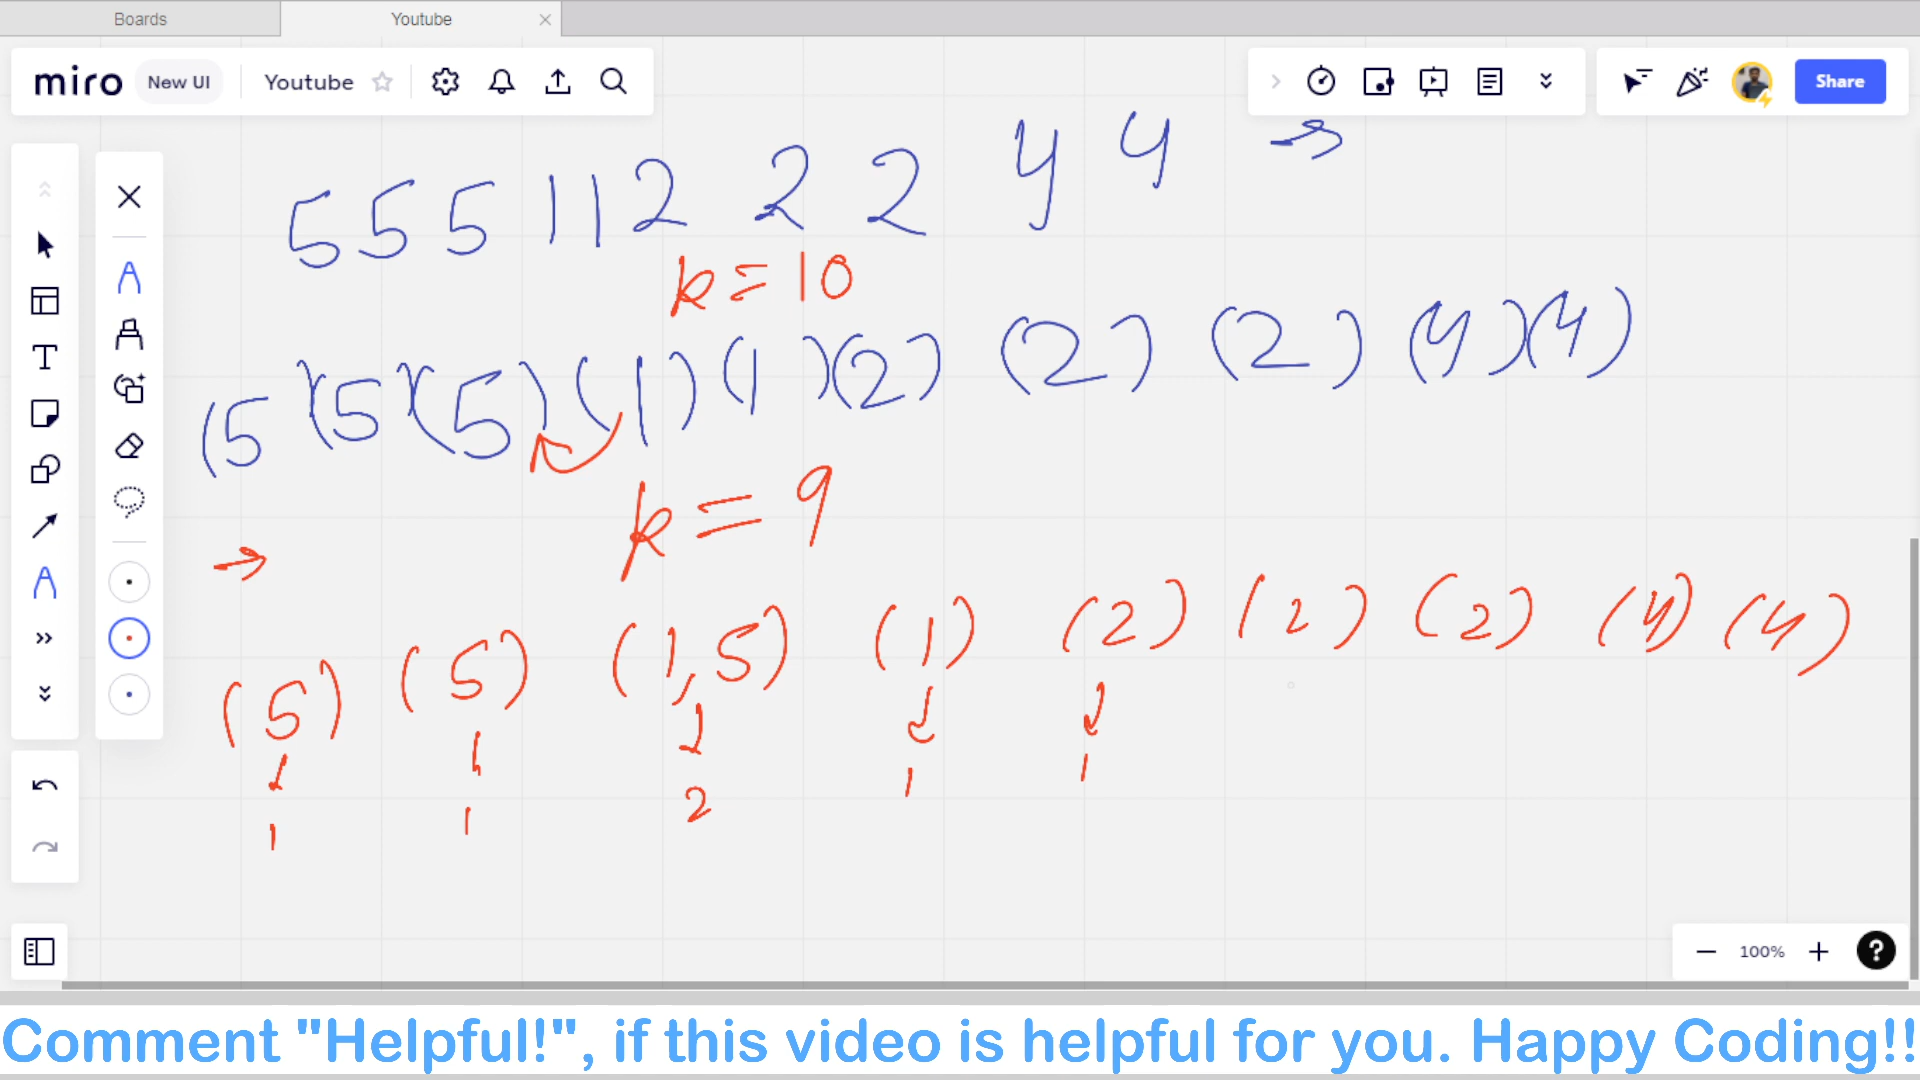 Boards
Youtube
miro New UI Youtube
Share
5 5 5 1 1 2 2 2 4 4 →
k = 10
(5)(5)(5)(1)(1)(2)(2)(2)(4)(4)
k = 9
→
(5) (5) (1,5) (1) (2) (2) (2) (4) (4)
1 1 2 1 1
100%
Comment "Helpful!", if this video is helpful for you. Happy Coding!!